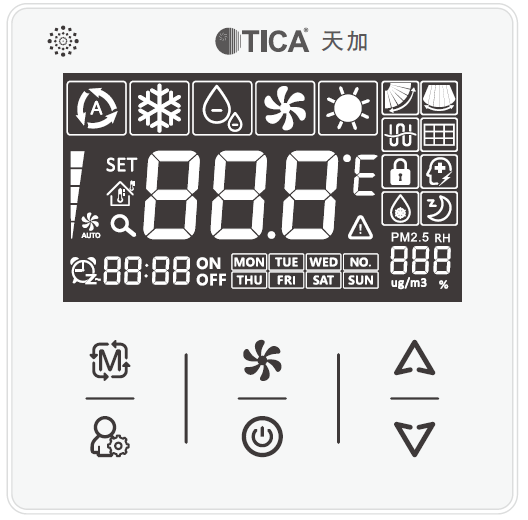 TICA® 天加
A
SET
88.8°E
AUTO
PM2.5 RH
88:88 ON OFF
MON TUE WED NO.
THU FRI SAT SUN
888
ug/m3 %
M